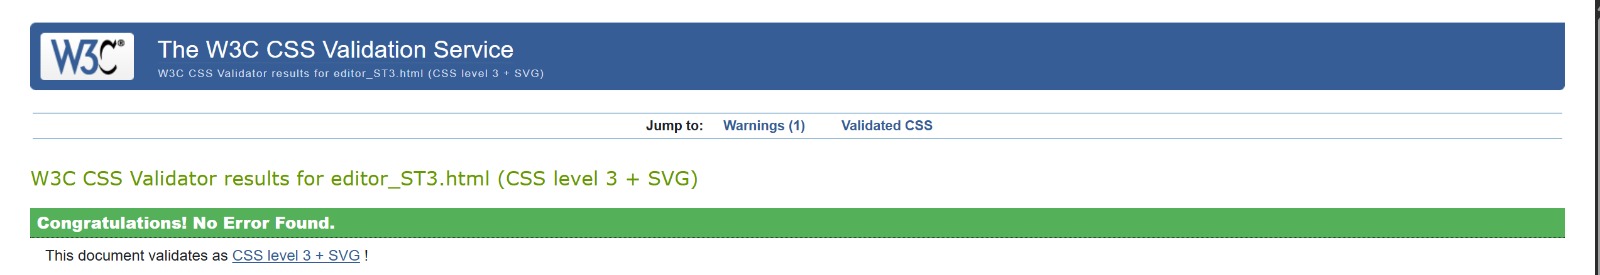 W3C®
The W3C CSS Validation Service
W3C CSS Validator results for editor_ST3.html (CSS level 3 + SVG)
Jump to: Warnings (1) Validated CSS
W3C CSS Validator results for editor_ST3.html (CSS level 3 + SVG)
Congratulations! No Error Found.
This document validates as CSS level 3 + SVG !